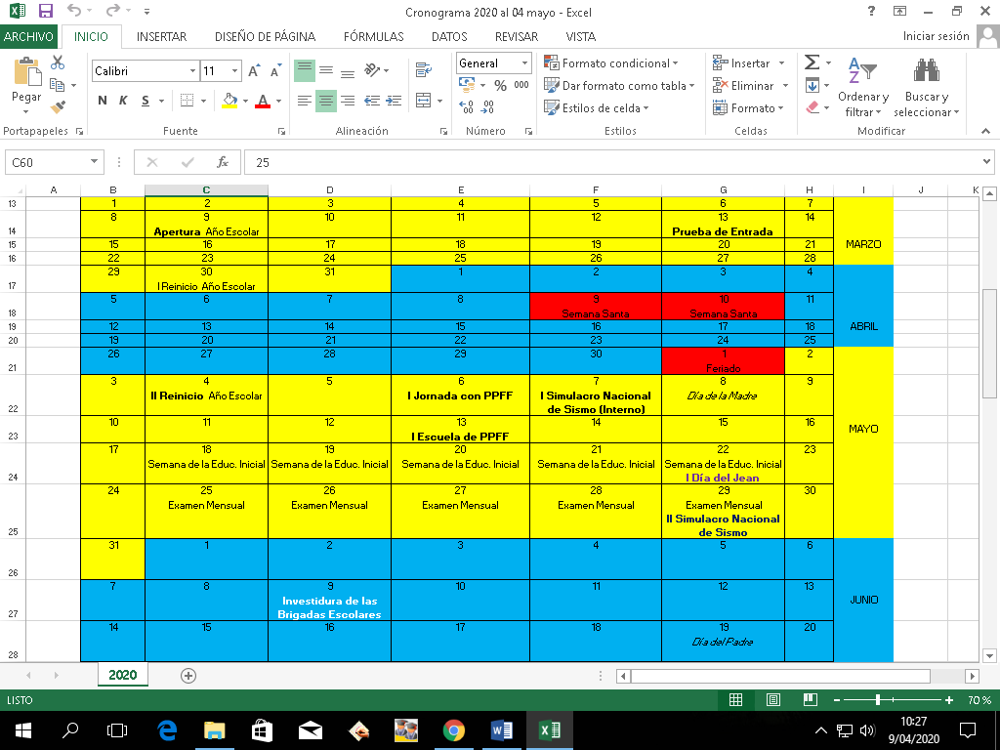 Cronograma 2020 al 04 mayo - Excel
ARCHIVO INICIO INSERTAR DISEÑO DE PÁGINA FÓRMULAS DATOS REVISAR VISTA Iniciar sesión
Pegar
Calibri 11
N K S
General
% 000
Formato condicional
Dar formato como tabla
Estilos de celda
Insertar
Eliminar
Formato
Ordenar y filtrar
Buscar y seleccionar
Portapapeles Fuente Alineación Número Estilos Celdas Modificar
C60 fx 25
A B C D E F G H I J K
13 1 2 3 4 5 6 7
8 9 10 11 12 13 14
14 Apertura Año Escolar Prueba de Entrada
15 15 16 17 18 19 20 21 MARZO
16 22 23 24 25 26 27 28
29 30 31 1 2 3 4
17 I Reinicio Año Escolar
5 6 7 8 9 10 11
18 Semana Santa Semana Santa
19 12 13 14 15 16 17 18 ABRIL
20 19 20 21 22 23 24 25
26 27 28 29 30 1 2
21 Feriado
3 4 5 6 7 8 9
II Reinicio Año Escolar I Jornada con PPFF I Simulacro Nacional Día de la Madre
22 de Sismo (Interno)
10 11 12 13 14 15 16
MAYO
23 I Escuela de PPFF
17 18 19 20 21 22 23
Semana de la Educ. Inicial Semana de la Educ. Inicial Semana de la Educ. Inicial Semana de la Educ. Inicial Semana de la Educ. Inicial
24 I Día del Jean
24 25 26 27 28 29 30
Examen Mensual Examen Mensual Examen Mensual Examen Mensual Examen Mensual
II Simulacro Nacional
25 de Sismo
31 1 2 3 4 5 6
26
7 8 9 10 11 12 13
Investidura de las JUNIO
27 Brigadas Escolares
14 15 16 17 18 19 20
Día del Padre
28
2020
LISTO 70 %
10:27
9/04/2020